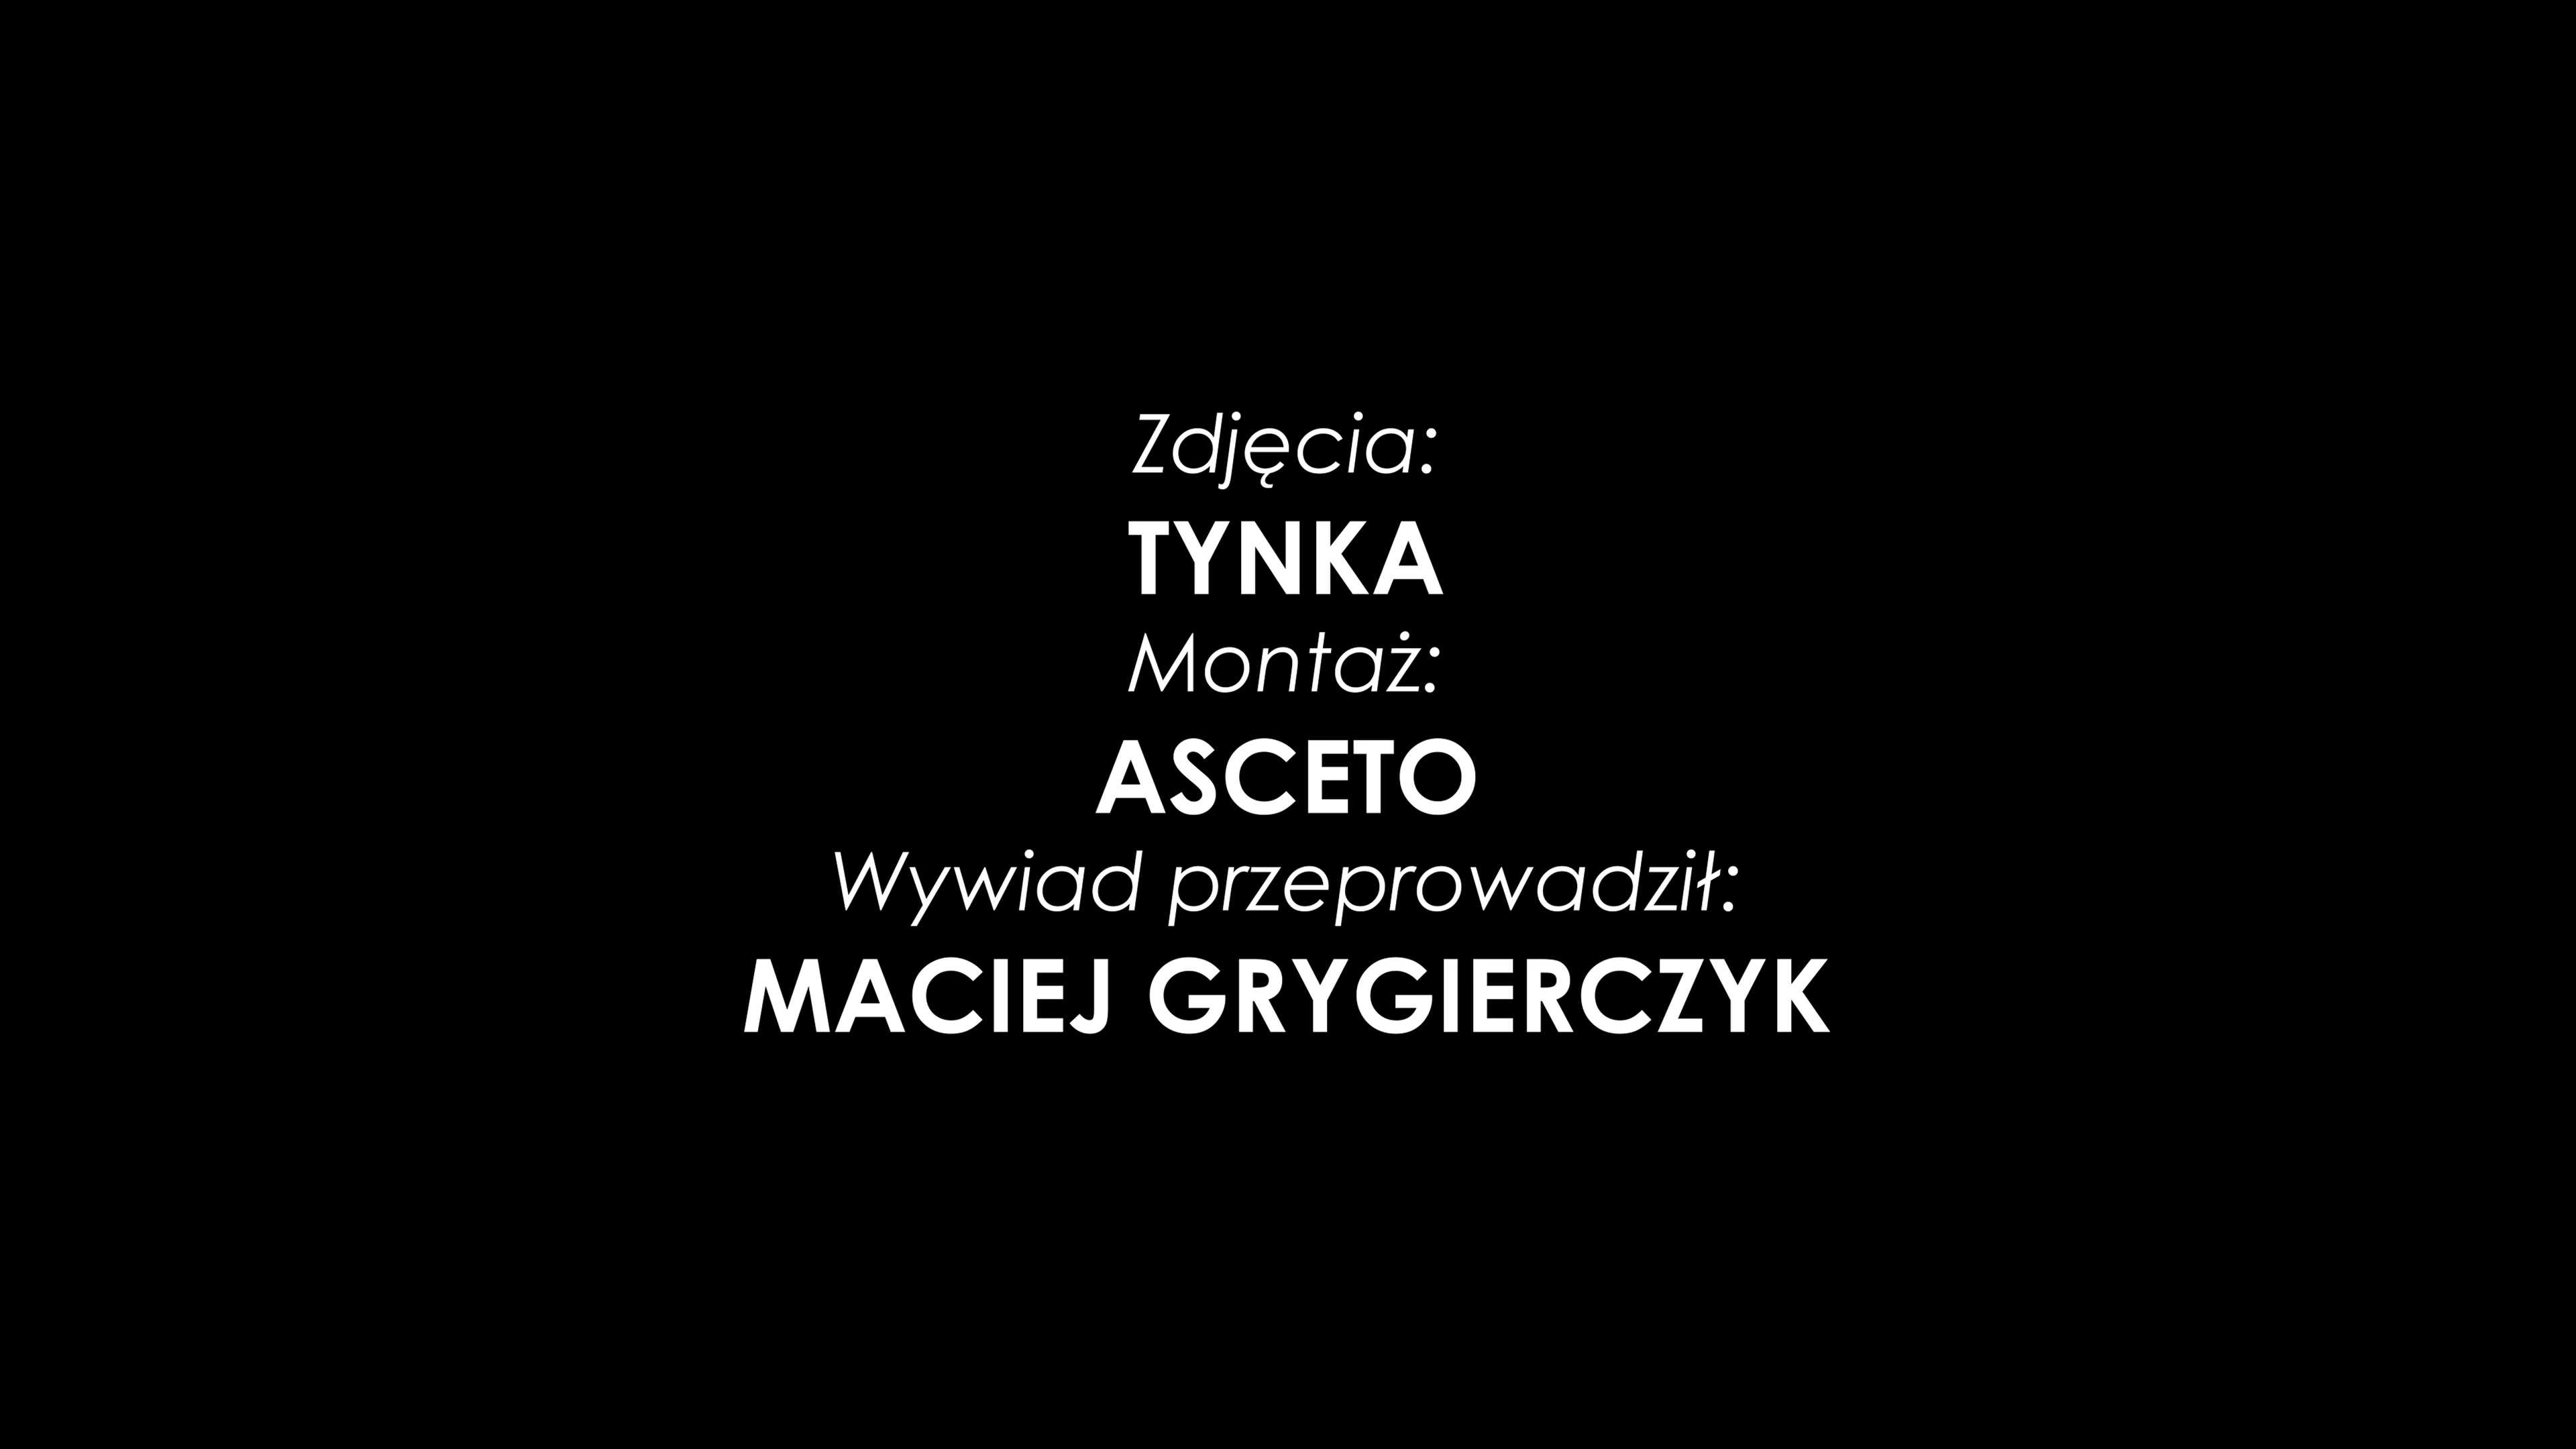 Zdjęcia:
TYNKA
Montaż:
ASCETO
Wywiad przeprowadził:
MACIEJ GRYGIERCZYK